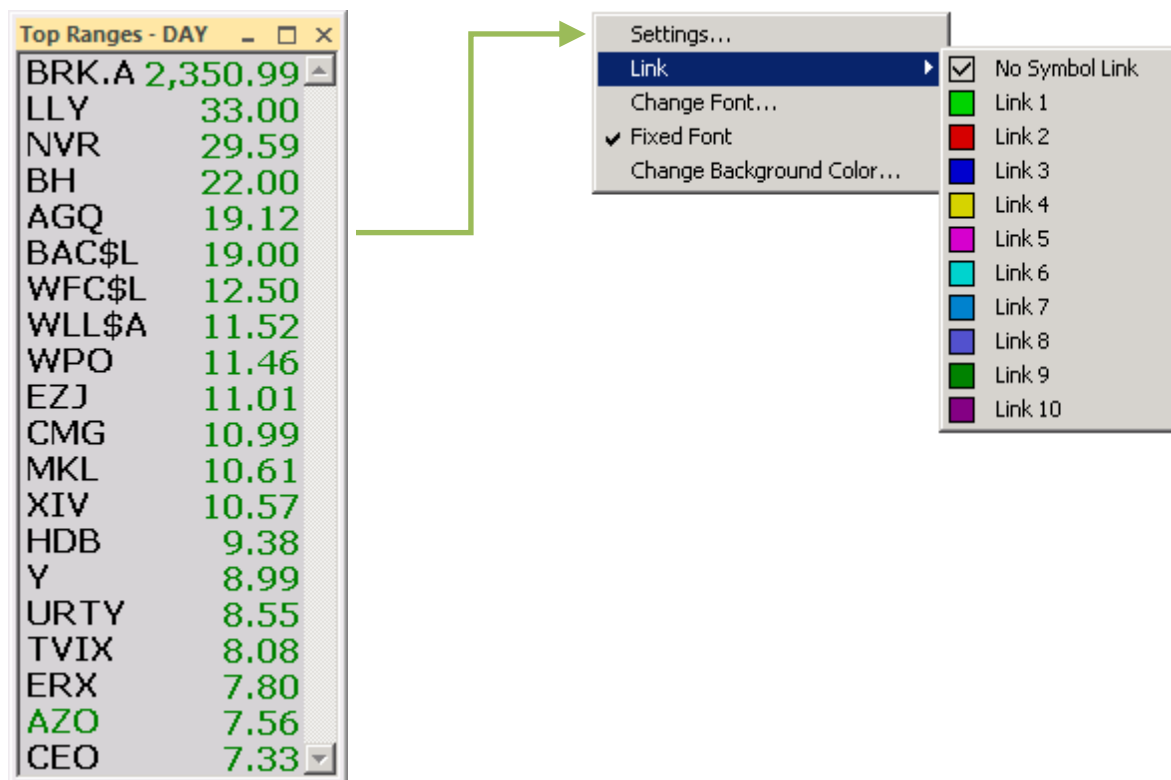 Top Ranges - DAY
BRK.A 2,350.99
LLY 33.00
NVR 29.59
BH 22.00
AGQ 19.12
BAC$L 19.00
WFC$L 12.50
WLL$A 11.52
WPO 11.46
EZJ 11.01
CMG 10.99
MKL 10.61
XIV 10.57
HDB 9.38
Y 8.99
URTY 8.55
TVIX 8.08
ERX 7.80
AZO 7.56
CEO 7.33
Settings...
Link
Change Font...
Fixed Font
Change Background Color...
No Symbol Link
Link 1
Link 2
Link 3
Link 4
Link 5
Link 6
Link 7
Link 8
Link 9
Link 10